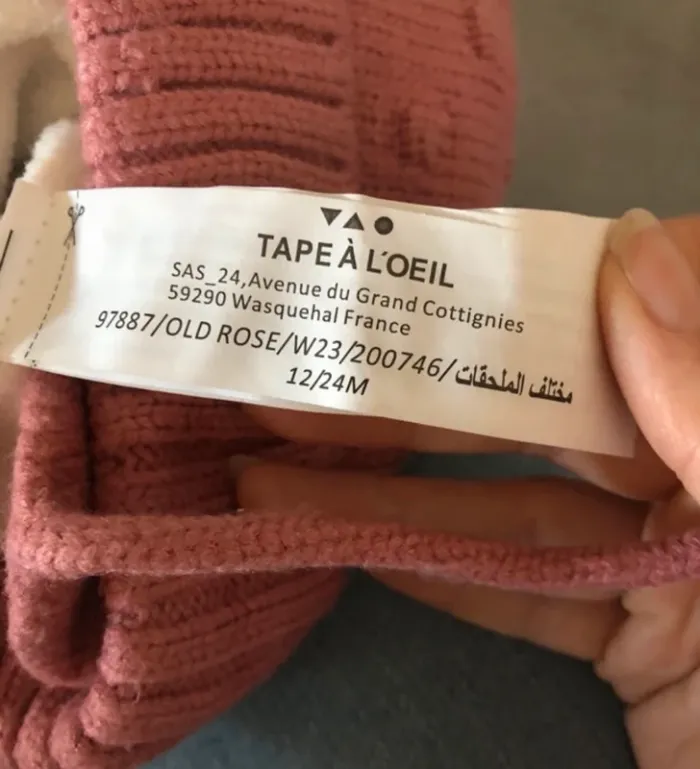 TAPE À L'OEIL
SAS_24,Avenue du Grand Cottignies
59290 Wasquehal France
97887/OLD ROSE/W23/200746/مختلف الملحقات
12/24M